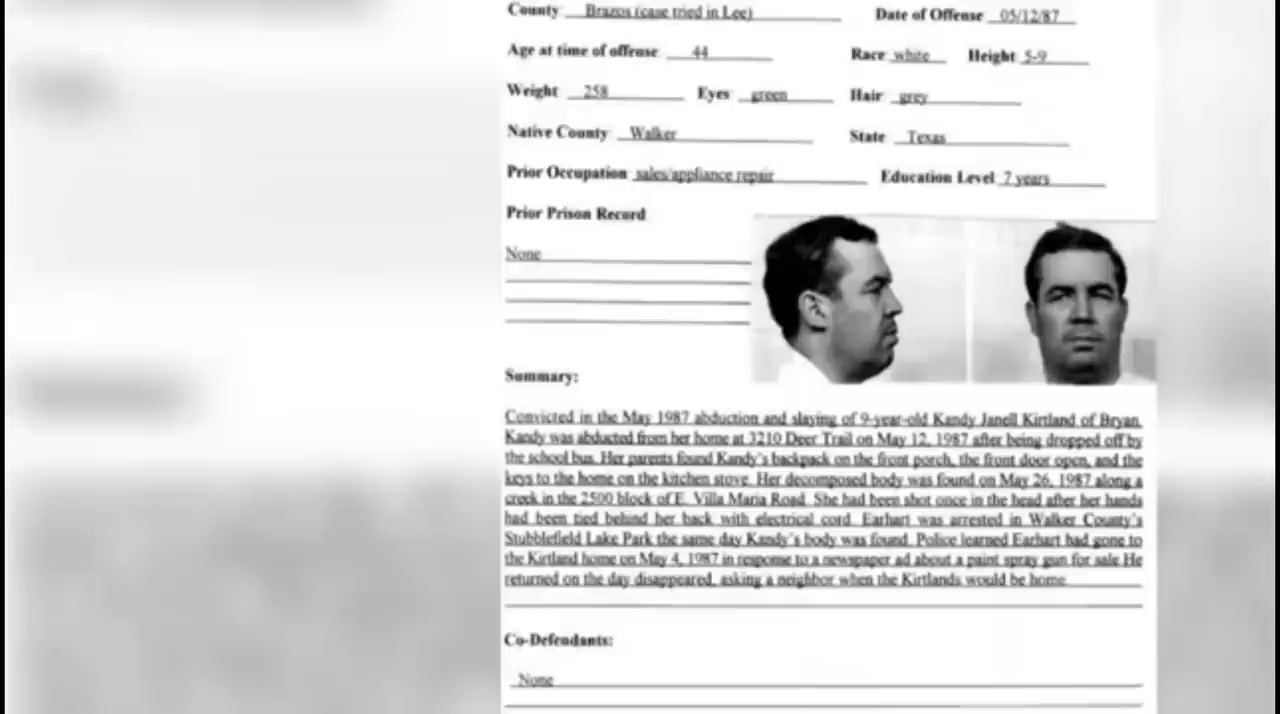 County Brazos (case tried in Lee) Date of Offense 05/12/87
Age at time of offense 44 Race white Height 5-9
Weight 258 Eyes green Hair grey
Native County Walker State Texas
Prior Occupation sales/appliance repair Education Level 7 years
Prior Prison Record
None
Summary:
Convicted in the May 1987 abduction and slaying of 9-year-old Kandy Janell Kirtland of Bryan.
Kandy was abducted from her home at 3210 Deer Trail on May 12, 1987 after being dropped off by
the school bus. Her parents found Kandy's backpack on the front porch, the front door open, and the
keys to the home on the kitchen stove. Her decomposed body was found on May 26, 1987 along a
creek in the 2500 block of E. Villa Maria Road. She had been shot once in the head after her hands
had been tied behind her back with electrical cord. Earhart was arrested in Walker County's
Stubblefield Lake Park the same day Kandy's body was found. Police learned Earhart had gone to
the Kirtland home on May 4, 1987 in response to a newspaper ad about a paint spray gun for sale He
returned on the day disappeared, asking a neighbor when the Kirtlands would be home.
Co-Defendants:
None